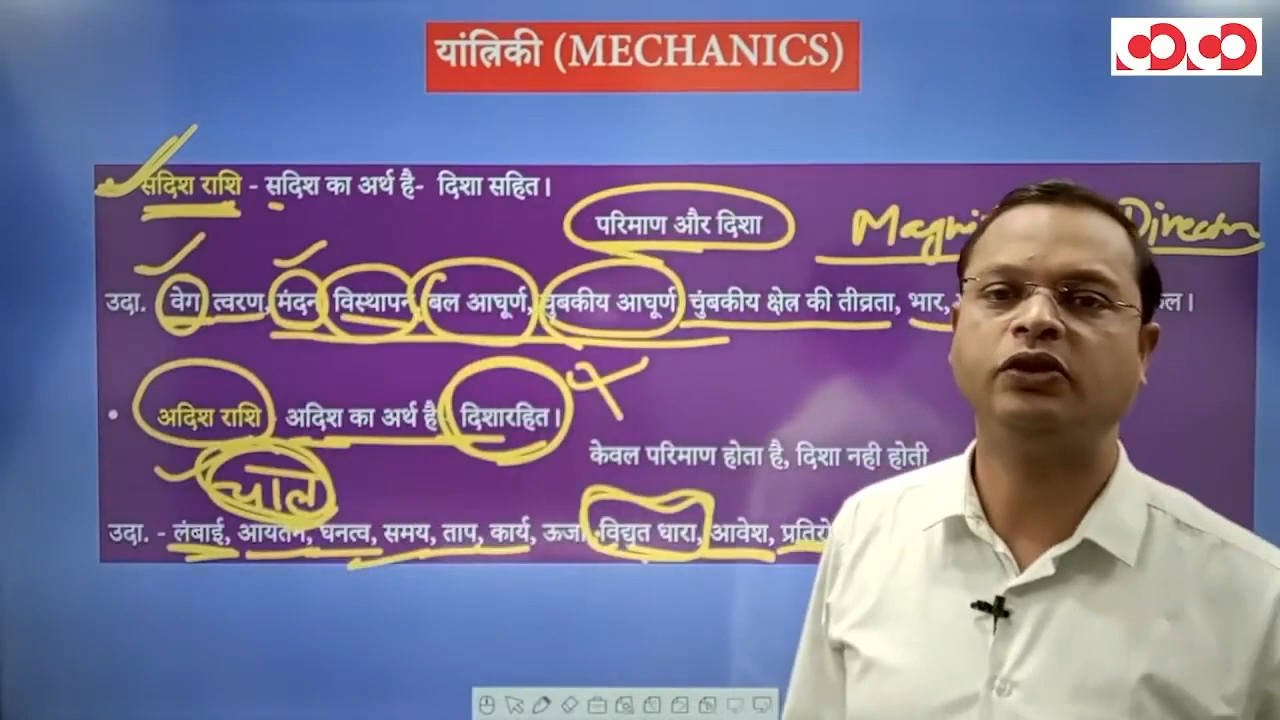 यांत्रिकी (MECHANICS)
सदिश राशि - सदिश का अर्थ है- दिशा सहित।
परिमाण और दिशा
उदा. वेग, त्वरण, मंदन, विस्थापन, बल आघूर्ण, चुंबकीय आघूर्ण, चुंबकीय क्षेत्र की तीव्रता, भार,
• अदिश राशि अदिश का अर्थ है दिशारहित।
केवल परिमाण होता है, दिशा नही होती
चाल
उदा. - लंबाई, आयतन, घनत्व, समय, ताप, कार्य, ऊर्जा, विद्युत धारा, आवेश,